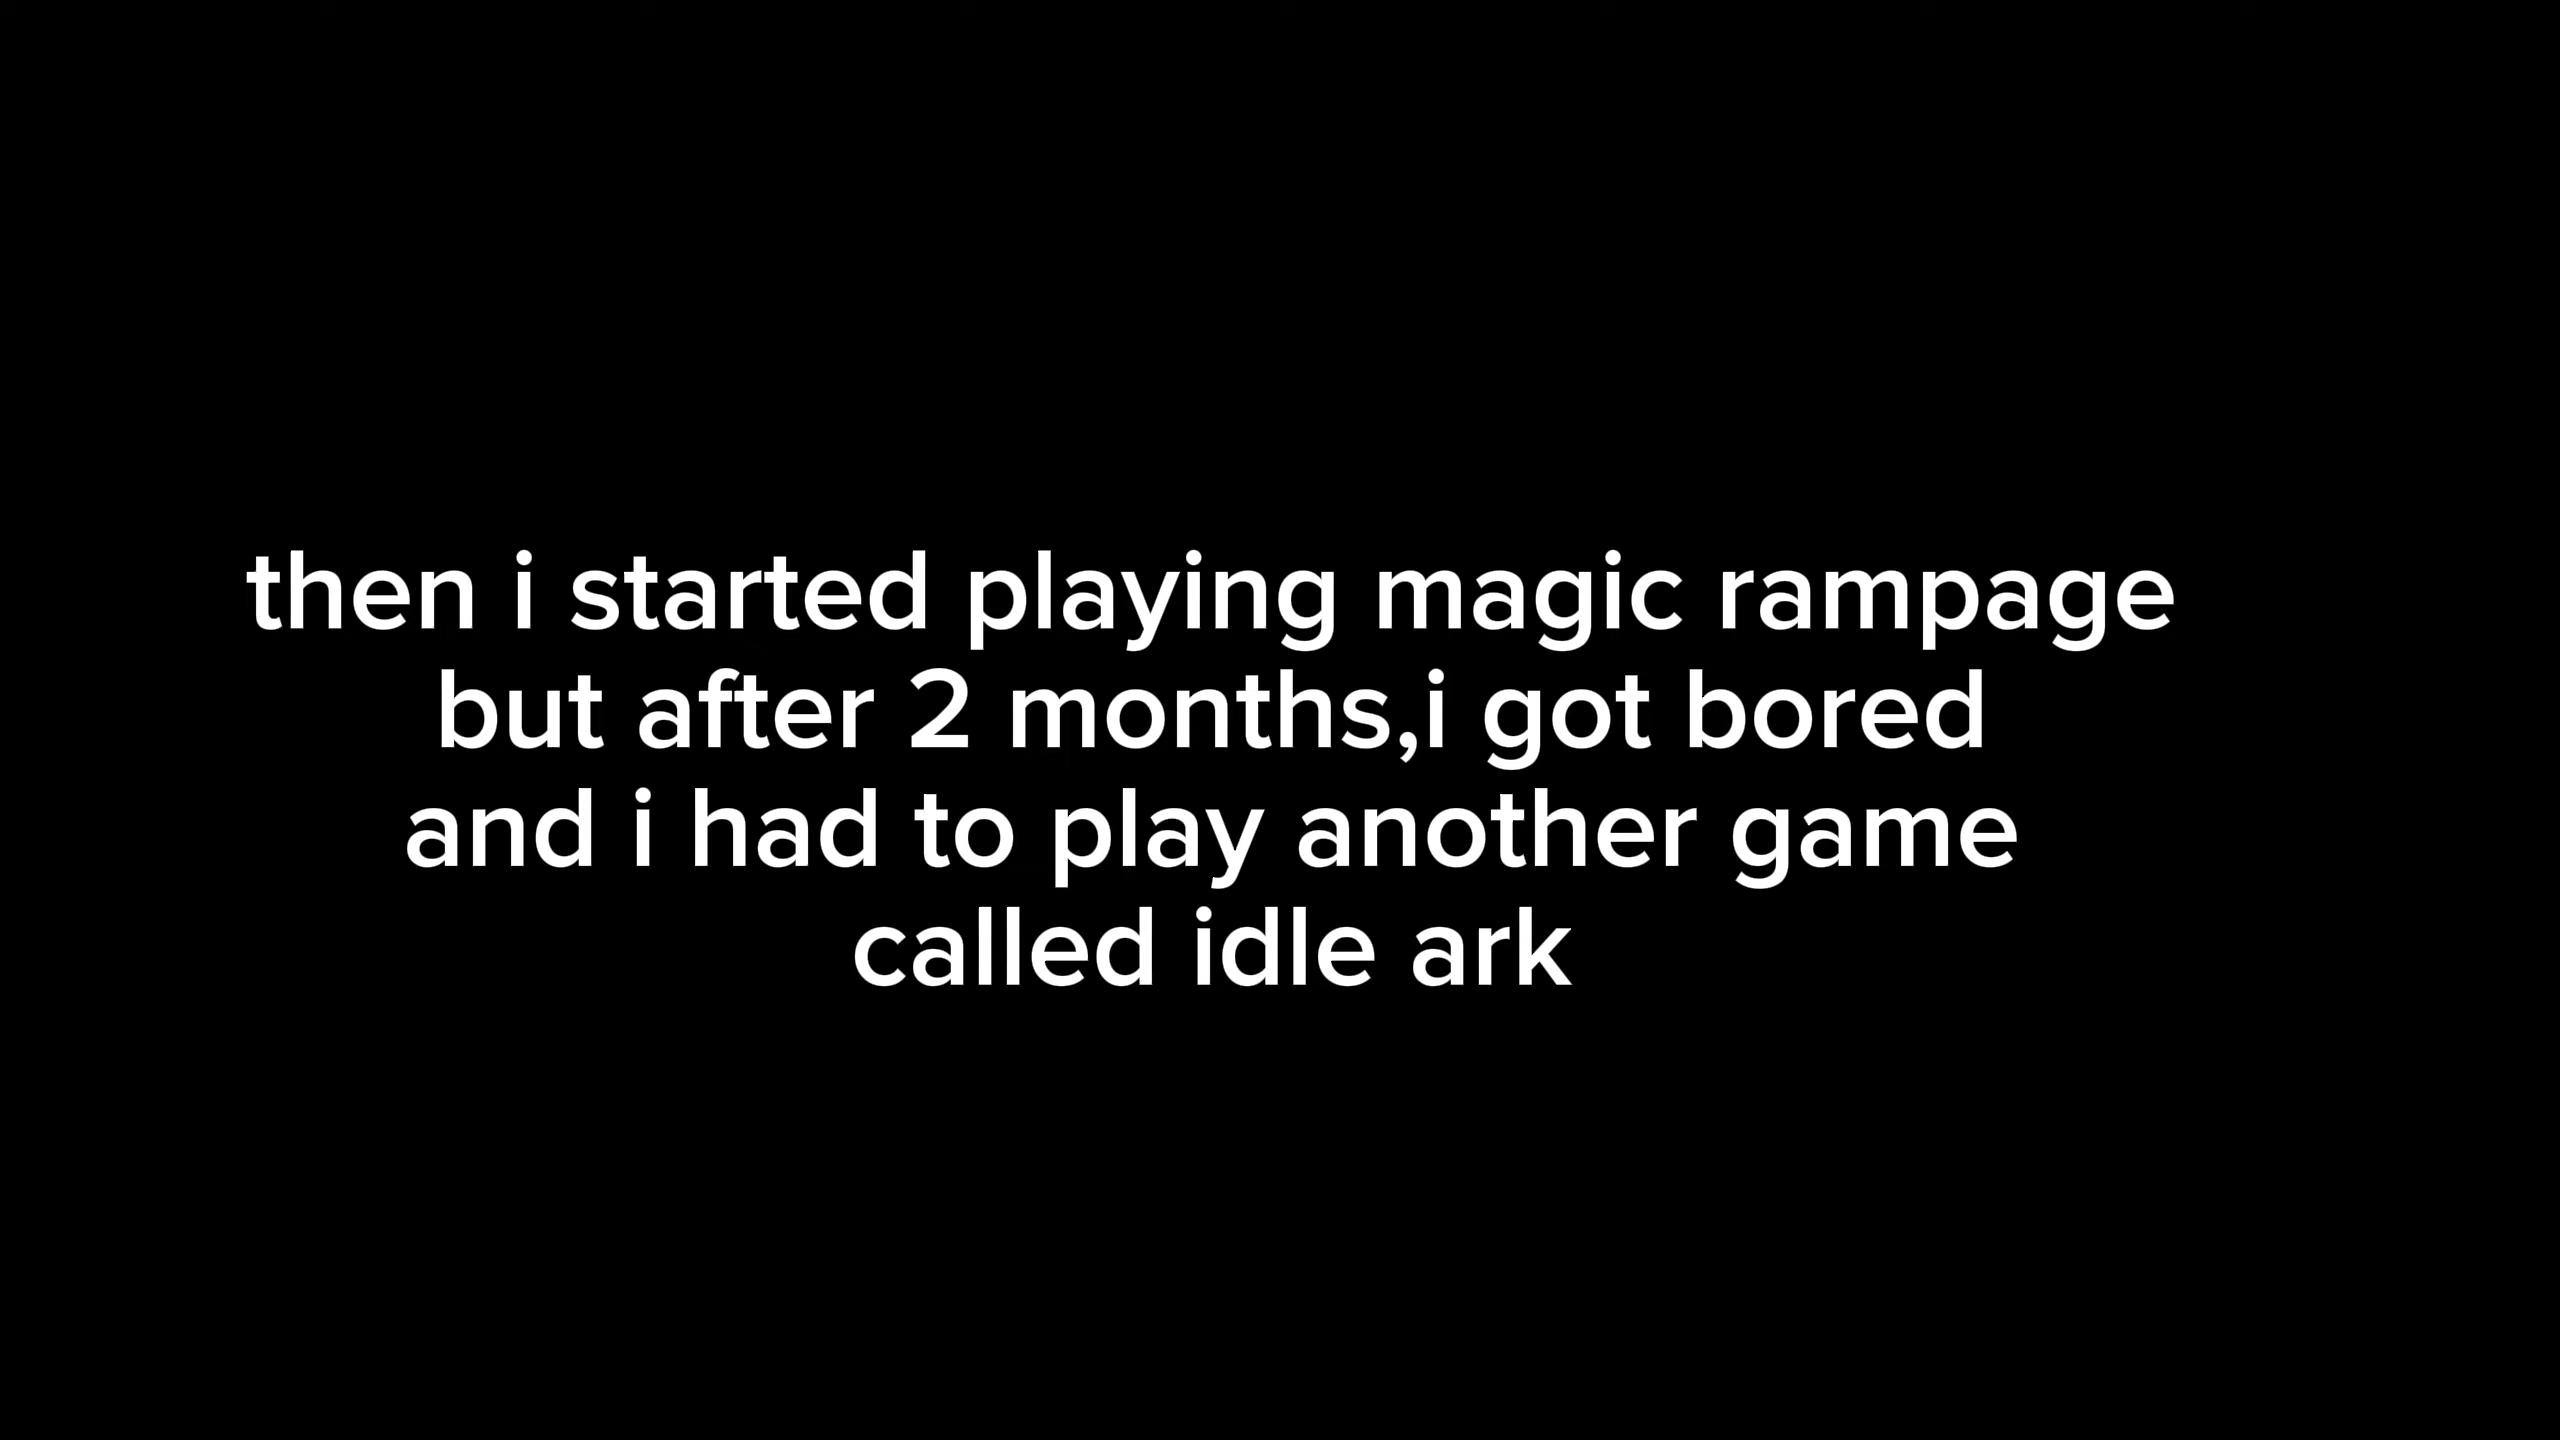 then i started playing magic rampage
but after 2 months,i got bored
and i had to play another game
called idle ark